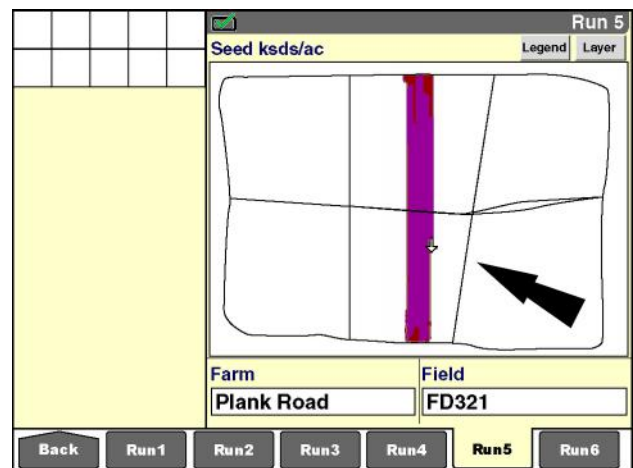 Run 5
Seed ksds/ac
Legend
Layer
Farm
Field
Plank Road
FD321
Back
Run1
Run2
Run3
Run4
Run5
Run6